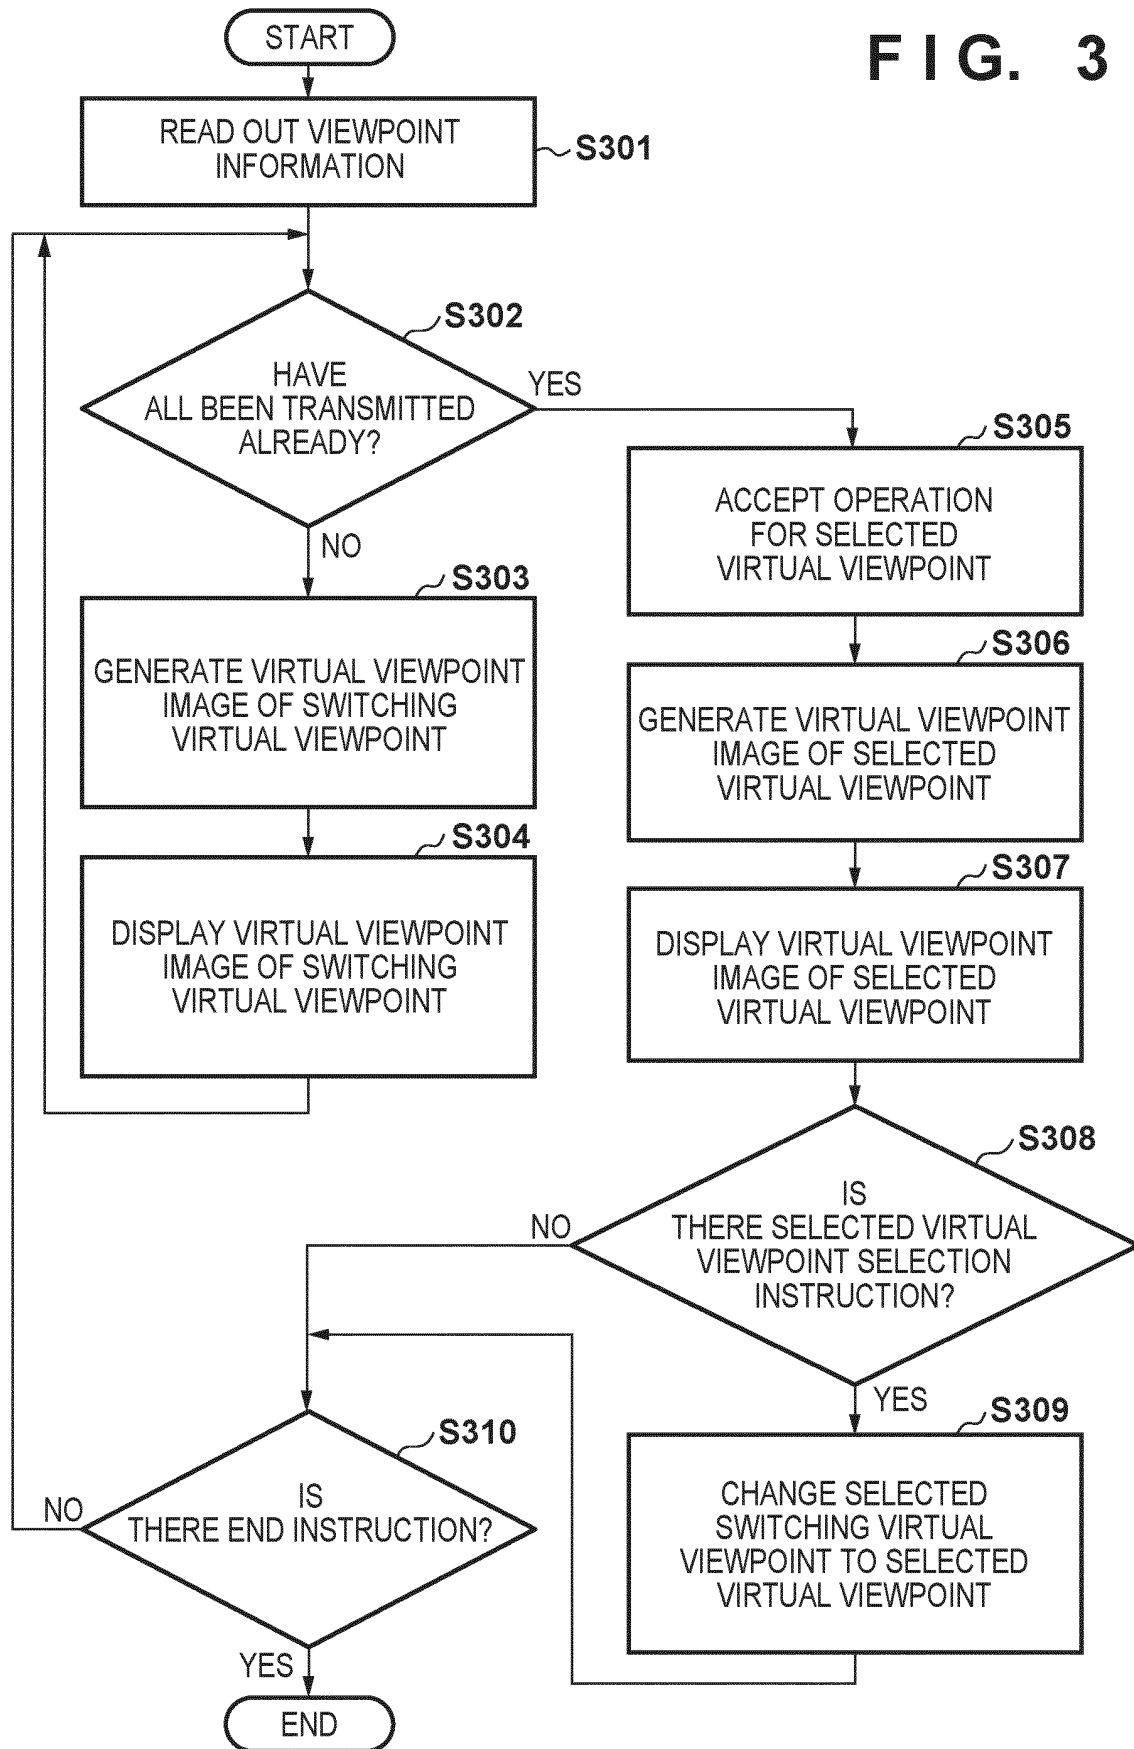 FIG. 3
START
READ OUT VIEWPOINT
INFORMATION
S301
S302
HAVE
ALL BEEN TRANSMITTED
ALREADY?
YES
NO
S303
GENERATE VIRTUAL VIEWPOINT
IMAGE OF SWITCHING
VIRTUAL VIEWPOINT
S304
DISPLAY VIRTUAL VIEWPOINT
IMAGE OF SWITCHING
VIRTUAL VIEWPOINT
S305
ACCEPT OPERATION
FOR SELECTED
VIRTUAL VIEWPOINT
S306
GENERATE VIRTUAL VIEWPOINT
IMAGE OF SELECTED
VIRTUAL VIEWPOINT
S307
DISPLAY VIRTUAL VIEWPOINT
IMAGE OF SELECTED
VIRTUAL VIEWPOINT
S308
IS
THERE SELECTED VIRTUAL
VIEWPOINT SELECTION
INSTRUCTION?
NO
YES
S309
CHANGE SELECTED
SWITCHING VIRTUAL
VIEWPOINT TO SELECTED
VIRTUAL VIEWPOINT
S310
IS
THERE END INSTRUCTION?
NO
YES
END